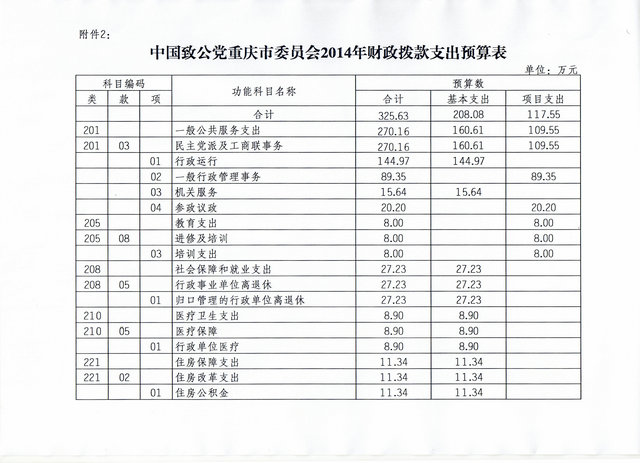 附件2：
中国致公党重庆市委员会2014年财政拨款支出预算表
单位：万元
科目编码 功能科目名称 预算数
类 款 项 合计 基本支出 项目支出
合计 325.63 208.08 117.55
201 一般公共服务支出 270.16 160.61 109.55
201 03 民主党派及工商联事务 270.16 160.61 109.55
01 行政运行 144.97 144.97
02 一般行政管理事务 89.35 89.35
03 机关服务 15.64 15.64
04 参政议政 20.20 20.20
205 教育支出 8.00 8.00
205 08 进修及培训 8.00 8.00
03 培训支出 8.00 8.00
208 社会保障和就业支出 27.23 27.23
208 05 行政事业单位离退休 27.23 27.23
01 归口管理的行政单位离退休 27.23 27.23
210 医疗卫生支出 8.90 8.90
210 05 医疗保障 8.90 8.90
01 行政单位医疗 8.90 8.90
221 住房保障支出 11.34 11.34
221 02 住房改革支出 11.34 11.34
01 住房公积金 11.34 11.34